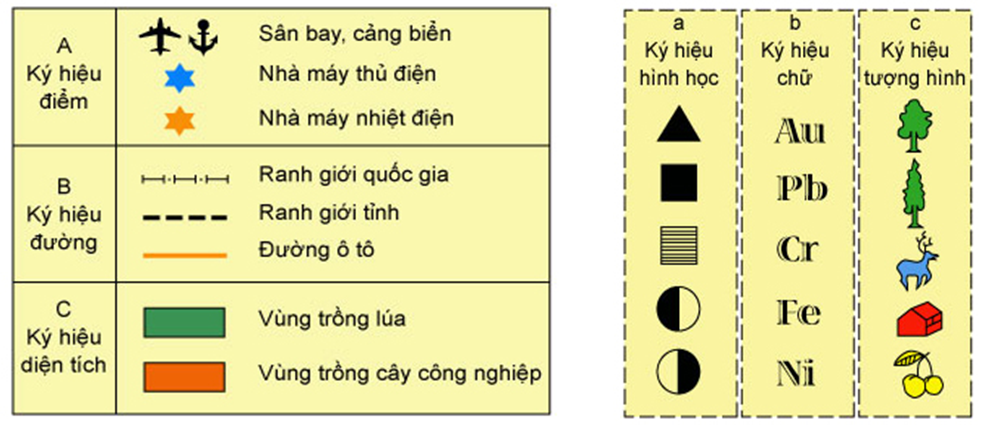 A
Ký hiệu
điểm
Sân bay, cảng biển
Nhà máy thủ điện
Nhà máy nhiệt điện
B
Ký hiệu
đường
Ranh giới quốc gia
Ranh giới tỉnh
Đường ô tô
C
Ký hiệu
diện tích
Vùng trồng lúa
Vùng trồng cây công nghiệp
a
Ký hiệu
hình học
b
Ký hiệu
chữ
Au
Pb
Cr
Fe
Ni
c
Ký hiệu
tượng hình